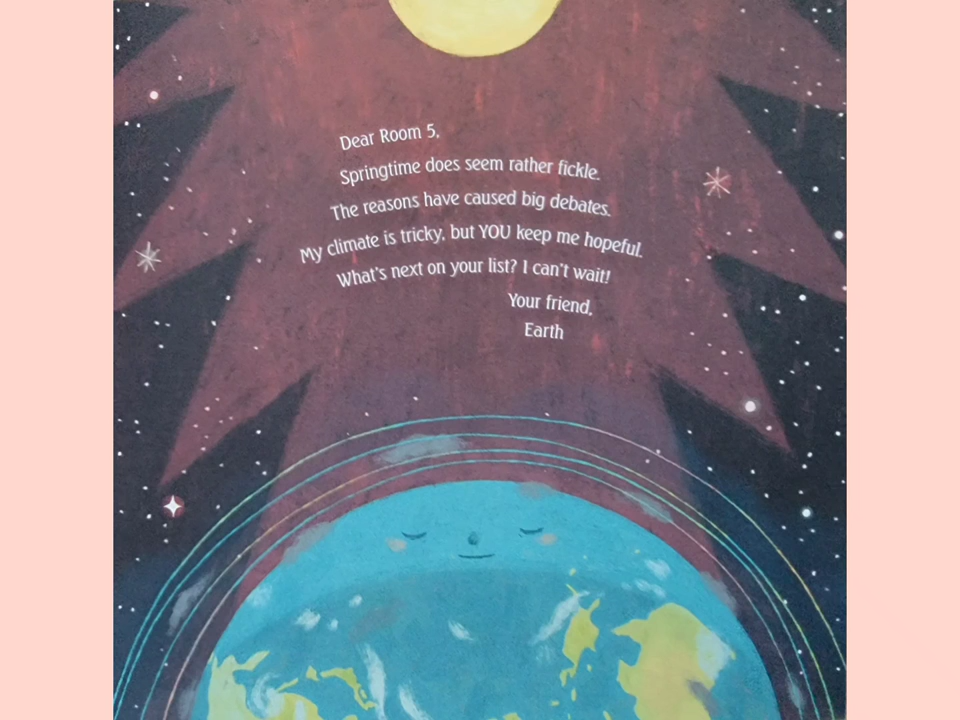 Dear Room 5,
Springtime does seem rather fickle.
The reasons have caused big debates.
My climate is tricky, but YOU keep me hopeful.
What's next on your list? I can't wait!
Your friend,
Earth